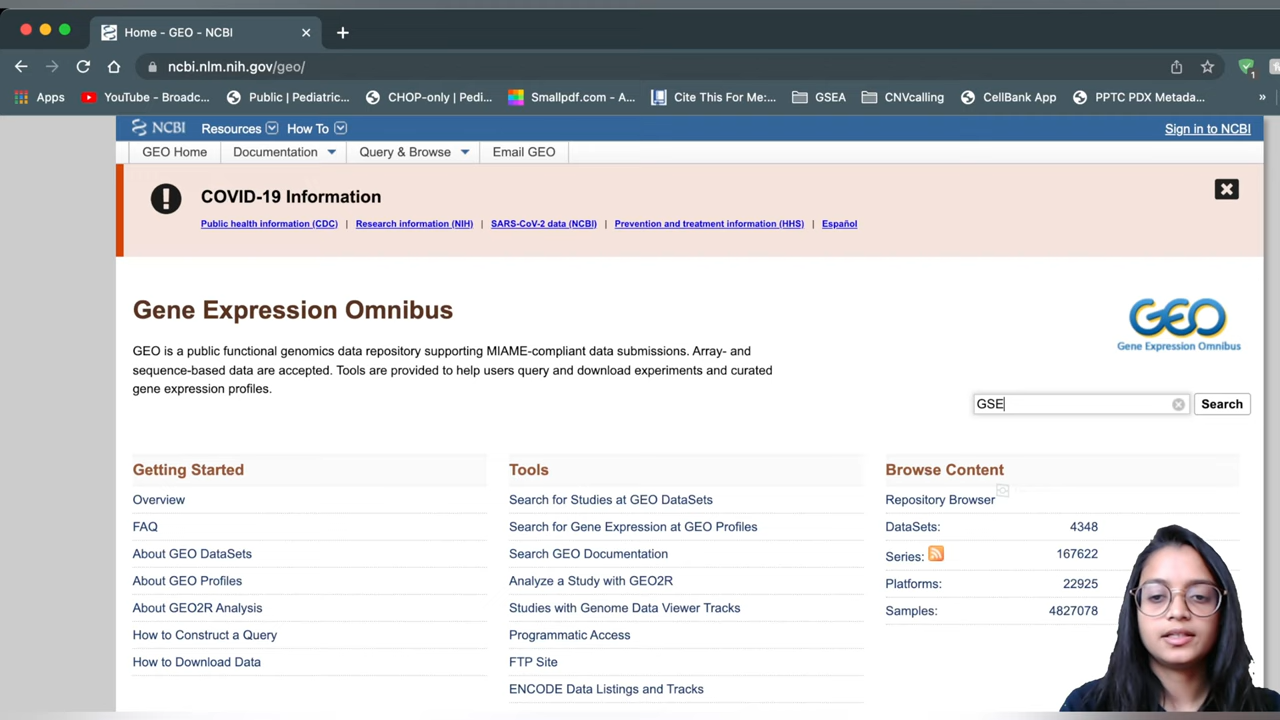 Home - GEO - NCBI
ncbi.nlm.nih.gov/geo/
1
Apps
YouTube - Broadc...
Public | Pediatric...
CHOP-only | Pedi...
Smallpdf.com - A...
Cite This For Me:...
GSEA
CNVcalling
CellBank App
PPTC PDX Metada...
»
NCBI
Resources
How To
Sign in to NCBI
GEO Home
Documentation
Query & Browse
Email GEO
COVID-19 Information
Public health information (CDC) | Research information (NIH) | SARS-CoV-2 data (NCBI) | Prevention and treatment information (HHS) | Español
Gene Expression Omnibus
GEO is a public functional genomics data repository supporting MIAME-compliant data submissions. Array- and
sequence-based data are accepted. Tools are provided to help users query and download experiments and curated
gene expression profiles.
GEO
Gene Expression Omnibus
GSE
Search
Getting Started
Overview
FAQ
About GEO DataSets
About GEO Profiles
About GEO2R Analysis
How to Construct a Query
How to Download Data
Tools
Search for Studies at GEO DataSets
Search for Gene Expression at GEO Profiles
Search GEO Documentation
Analyze a Study with GEO2R
Studies with Genome Data Viewer Tracks
Programmatic Access
FTP Site
ENCODE Data Listings and Tracks
Browse Content
Repository Browser
DataSets: 4348
Series: 167622
Platforms: 22925
Samples: 4827078